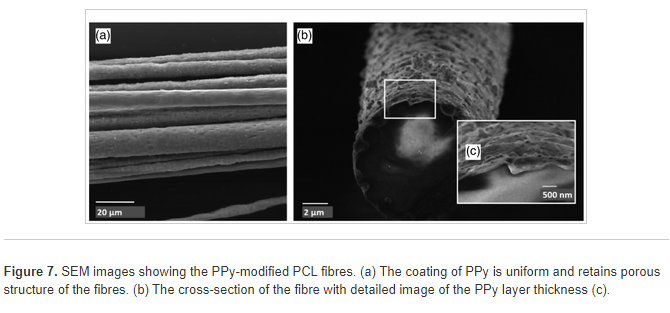 (a)
(b)
(c)
20 µm
2 µm
500 nm
Figure 7. SEM images showing the PPy-modified PCL fibres. (a) The coating of PPy is uniform and retains porous
structure of the fibres. (b) The cross-section of the fibre with detailed image of the PPy layer thickness (c).